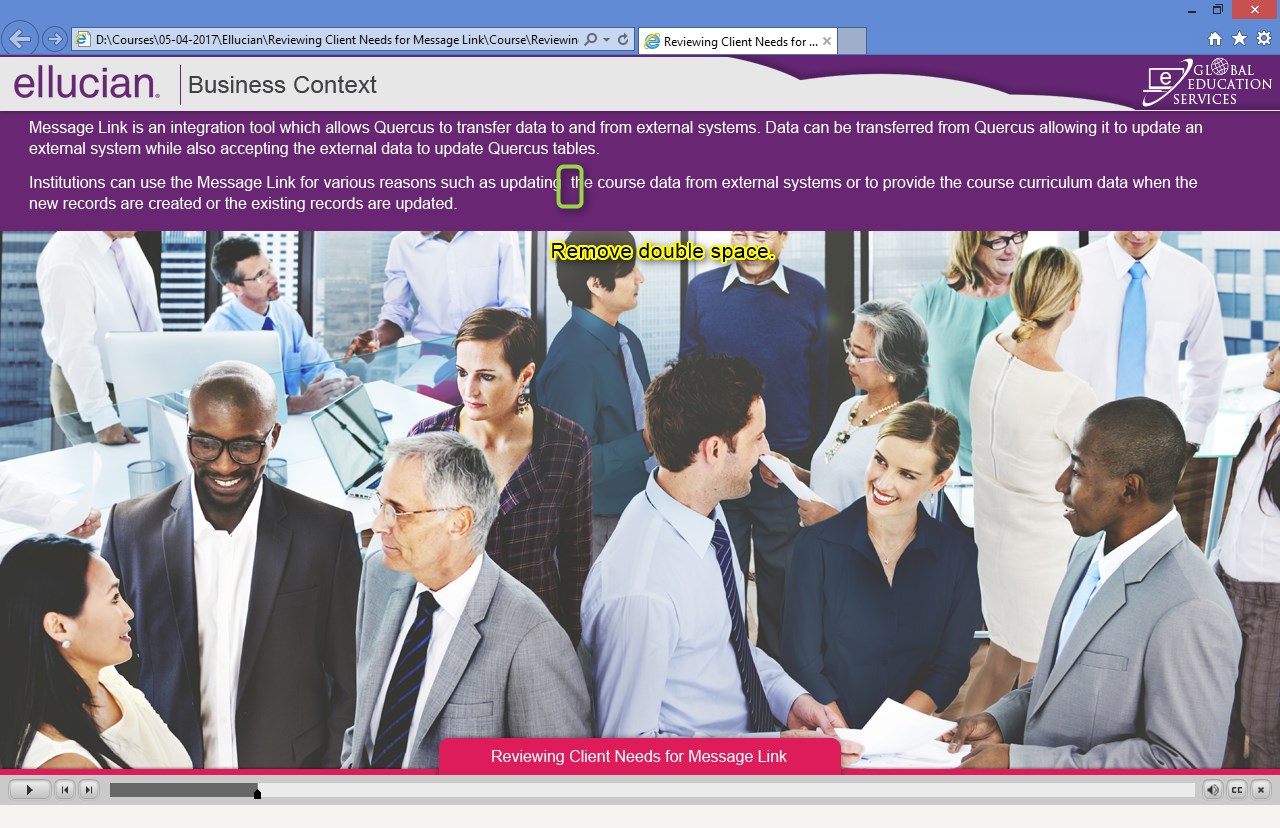 D:\Courses\05-04-2017\Ellucian\Reviewing Client Needs for Message Link\Course\Reviewin
Reviewing Client Needs for ...
ellucian.
Business Context
e
GLOBAL
EDUCATION
SERVICES
Message Link is an integration tool which allows Quercus to transfer data to and from external systems. Data can be transferred from Quercus allowing it to update an
external system while also accepting the external data to update Quercus tables.
Institutions can use the Message Link for various reasons such as updating  the course data from external systems or to provide the course curriculum data when the
new records are created or the existing records are updated.
Remove double space.
Reviewing Client Needs for Message Link
CC